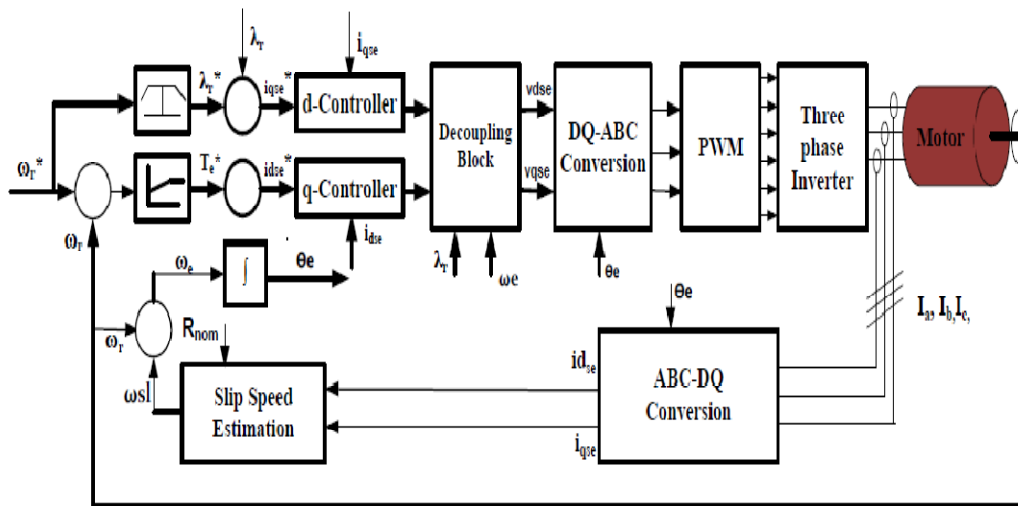 λr
iqse
λr*
iqse*
d-Controller
Decoupling
Block
vdse
vqse
DQ-ABC
Conversion
PWM
Three
phase
Inverter
Motor
ωr*
Te*
idse*
q-Controller
ωr
idse
λr
ωe
θe
ωe
∫
θe
θe
Ia, Ib,Ic,
ωr
Rnom
ωsl
Slip Speed
Estimation
idse
iqse
ABC-DQ
Conversion